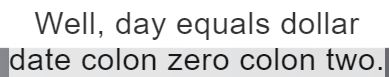 Well, day equals dollar
date colon zero colon two.